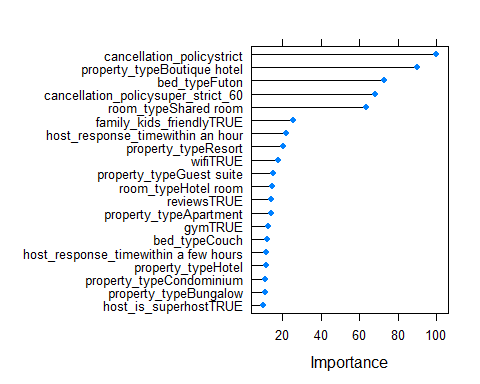 cancellation_policystrict
property_typeBoutique hotel
bed_typeFuton
cancellation_policysuper_strict_60
room_typeShared room
family_kids_friendlyTRUE
host_response_timewithin an hour
property_typeResort
wifiTRUE
property_typeGuest suite
room_typeHotel room
reviewsTRUE
property_typeApartment
gymTRUE
bed_typeCouch
host_response_timewithin a few hours
property_typeHotel
property_typeCondominium
property_typeBungalow
host_is_superhostTRUE
20 40 60 80 100
Importance